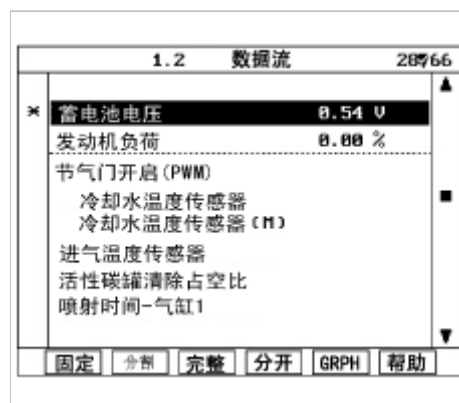 1.2 数据流 28766
* 蓄电池电压 0.54 V
发动机负荷 0.00 %
节气门开启(PWM)
冷却水温度传感器
冷却水温度传感器(M)
进气温度传感器
活性碳罐清除占空比
喷射时间-气缸1
固定 分割 完整 分开 GRPH 帮助